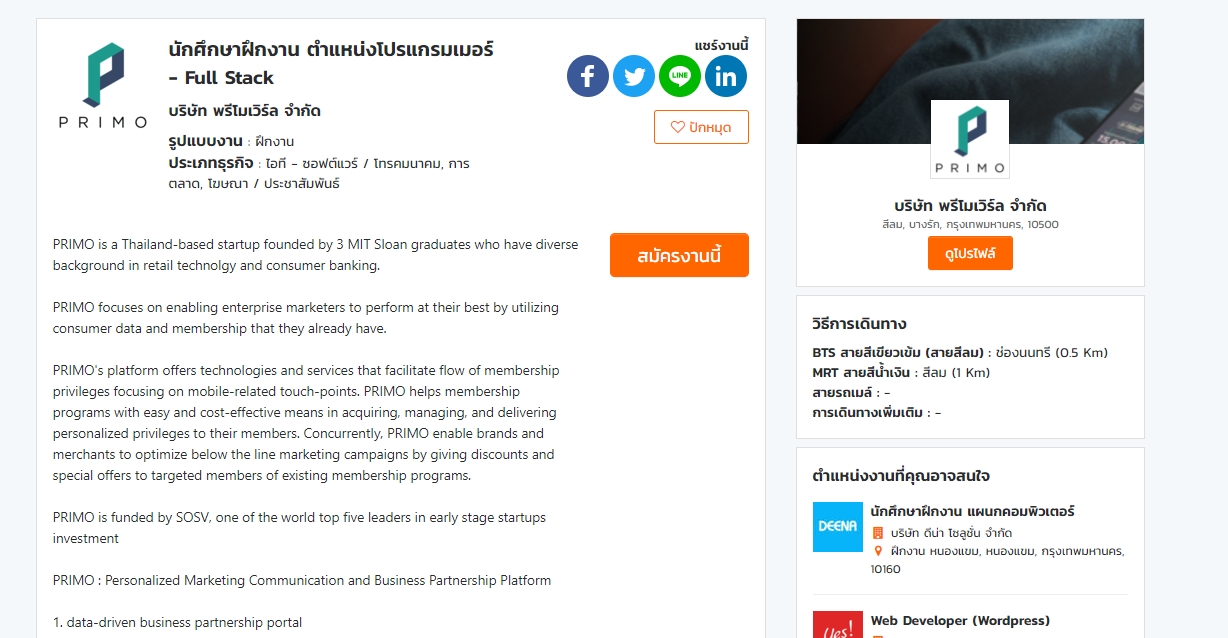 นักศึกษาฝึกงาน ตำแหน่งโปรแกรมเมอร์
- Full Stack
บริษัท พรีโมเวิร์ล จำกัด
รูปแบบงาน : ฝึกงาน
ประเภทธุรกิจ : ไอที - ซอฟต์แวร์ / โทรคมนาคม, การ
ตลาด, โฆษณา / ประชาสัมพันธ์
PRIMO
แชร์งานนี้
LINE
ปักหมุด
สมัครงานนี้
PRIMO is a Thailand-based startup founded by 3 MIT Sloan graduates who have diverse
background in retail technolgy and consumer banking.
PRIMO focuses on enabling enterprise marketers to perform at their best by utilizing
consumer data and membership that they already have.
PRIMO's platform offers technologies and services that facilitate flow of membership
privileges focusing on mobile-related touch-points. PRIMO helps membership
programs with easy and cost-effective means in acquiring, managing, and delivering
personalized privileges to their members. Concurrently, PRIMO enable brands and
merchants to optimize below the line marketing campaigns by giving discounts and
special offers to targeted members of existing membership programs.
PRIMO is funded by SOSV, one of the world top five leaders in early stage startups
investment
PRIMO : Personalized Marketing Communication and Business Partnership Platform
1. data-driven business partnership portal
PRIMO
บริษัท พรีโมเวิร์ล จำกัด
สีลม, บางรัก, กรุงเทพมหานคร, 10500
ดูโปรไฟล์
วิธีการเดินทาง
BTS สายสีเขียวเข้ม (สายสีลม) : ช่องนนทรี (0.5 Km)
MRT สายสีน้ำเงิน : สีลม (1 Km)
สายรถเมล์ : -
การเดินทางเพิ่มเติม : -
ตำแหน่งงานที่คุณอาจสนใจ
DEENA
นักศึกษาฝึกงาน แผนกคอมพิวเตอร์
บริษัท ดีน่า โซลูชั่น จำกัด
ฝึกงาน หนองแขม, หนองแขม, กรุงเทพมหานคร,
10160
Yes!
Web Developer (Wordpress)